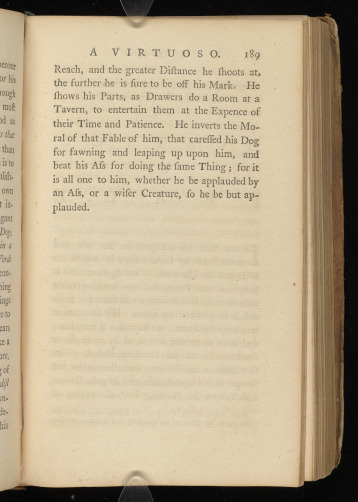 A VIRTUOSO. 189
Reach, and the greater Diſtance he ſhoots at,
the further he is ſure to be off his Mark. He
ſhows his Parts, as Drawers do a Room at a
Tavern, to entertain them at the Expence of
their Time and Patience. He inverts the Mo-
ral of that Fable of him, that careſſed his Dog
for fawning and leaping up upon him, and
beat his Aſs for doing the ſame Thing; for it
is all one to him, whether he be applauded by
an Aſs, or a wiſer Creature, ſo he be but ap-
plauded.